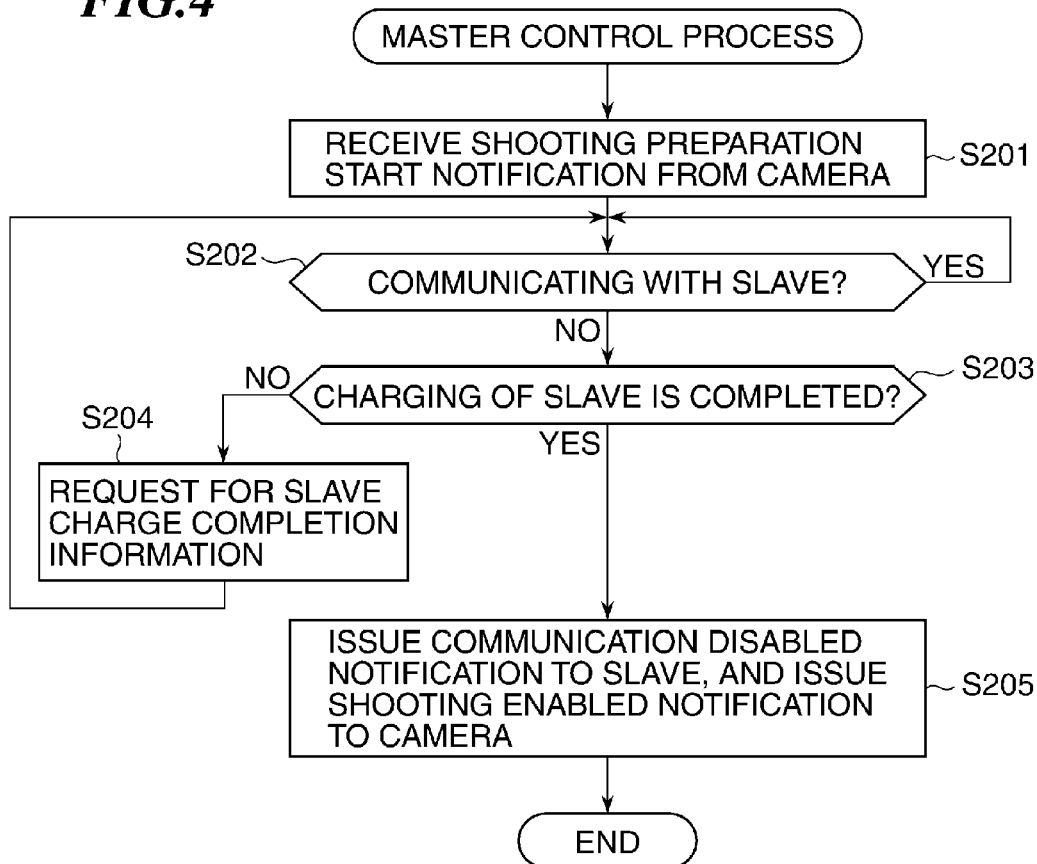 FIG.4
MASTER CONTROL PROCESS
RECEIVE SHOOTING PREPARATION
START NOTIFICATION FROM CAMERA
S201
S202
COMMUNICATING WITH SLAVE?
YES
NO
S203
NO
CHARGING OF SLAVE IS COMPLETED?
S204
YES
REQUEST FOR SLAVE
CHARGE COMPLETION
INFORMATION
ISSUE COMMUNICATION DISABLED
NOTIFICATION TO SLAVE, AND ISSUE
SHOOTING ENABLED NOTIFICATION
TO CAMERA
S205
END